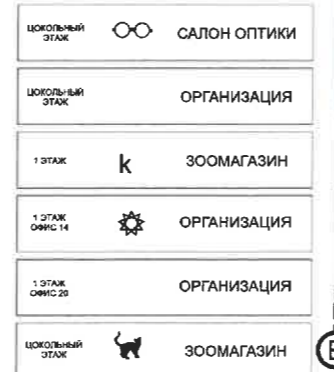 ЦОКОЛЬНЫЙ
ЭТАЖ
САЛОН ОПТИКИ
ЦОКОЛЬНЫЙ
ЭТАЖ
ОРГАНИЗАЦИЯ
1 ЭТАЖ
k
ЗООМАГАЗИН
1 ЭТАЖ
ОФИС 14
ОРГАНИЗАЦИЯ
1 ЭТАЖ
ОФИС 20
ОРГАНИЗАЦИЯ
ЦОКОЛЬНЫЙ
ЭТАЖ
ЗООМАГАЗИН